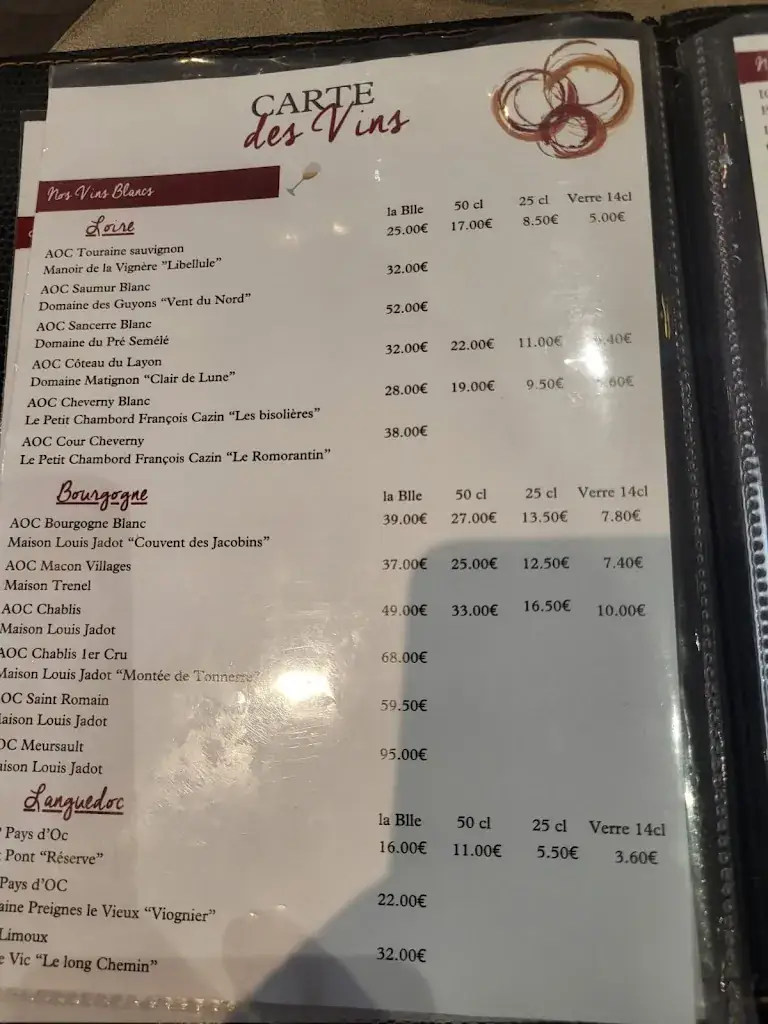 CARTE
des Vins
Nos Vins Blancs
Loire la Blle 50 cl 25 cl Verre 14cl
AOC Touraine sauvignon 25.00€ 17.00€ 8.50€ 5.00€
Manoir de la Vignère "Libellule"
AOC Saumur Blanc 32.00€
Domaine des Guyons "Vent du Nord"
AOC Sancerre Blanc 52.00€
Domaine du Pré Semélé
AOC Côteau du Layon 32.00€ 22.00€ 11.00€ .40€
Domaine Matignon "Clair de Lune"
AOC Cheverny Blanc 28.00€ 19.00€ 9.50€ .60€
Le Petit Chambord François Cazin "Les bisolières"
AOC Cour Cheverny 38.00€
Le Petit Chambord François Cazin "Le Romorantin"
Bourgogne la Blle 50 cl 25 cl Verre 14cl
AOC Bourgogne Blanc 39.00€ 27.00€ 13.50€ 7.80€
Maison Louis Jadot "Couvent des Jacobins"
AOC Macon Villages 37.00€ 25.00€ 12.50€ 7.40€
Maison Trenel
AOC Chablis 49.00€ 33.00€ 16.50€ 10.00€
Maison Louis Jadot
AOC Chablis 1er Cru 68.00€
Maison Louis Jadot "Montée de Tonnerre"
OC Saint Romain 59.50€
aison Louis Jadot
OC Meursault 95.00€
ison Louis Jadot
Languedoc la Blle 50 cl 25 cl Verre 14cl
Pays d'Oc 16.00€ 11.00€ 5.50€ 3.60€
Pont "Réserve"
Pays d'OC 22.00€
aine Preignes le Vieux "Viognier"
Limoux 32.00€
e Vic "Le long Chemin"